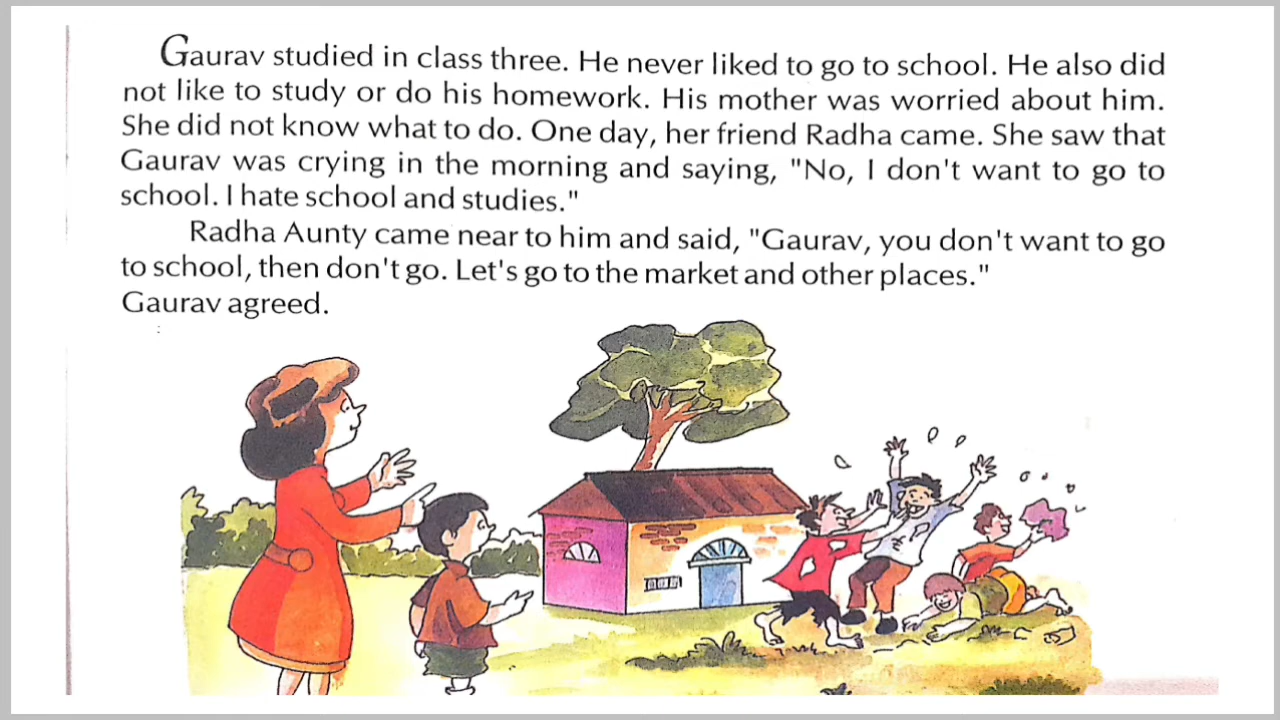 Gaurav studied in class three. He never liked to go to school. He also did
not like to study or do his homework. His mother was worried about him.
She did not know what to do. One day, her friend Radha came. She saw that
Gaurav was crying in the morning and saying, "No, I don't want to go to
school. I hate school and studies."
Radha Aunty came near to him and said, "Gaurav, you don't want to go
to school, then don't go. Let's go to the market and other places."
Gaurav agreed.